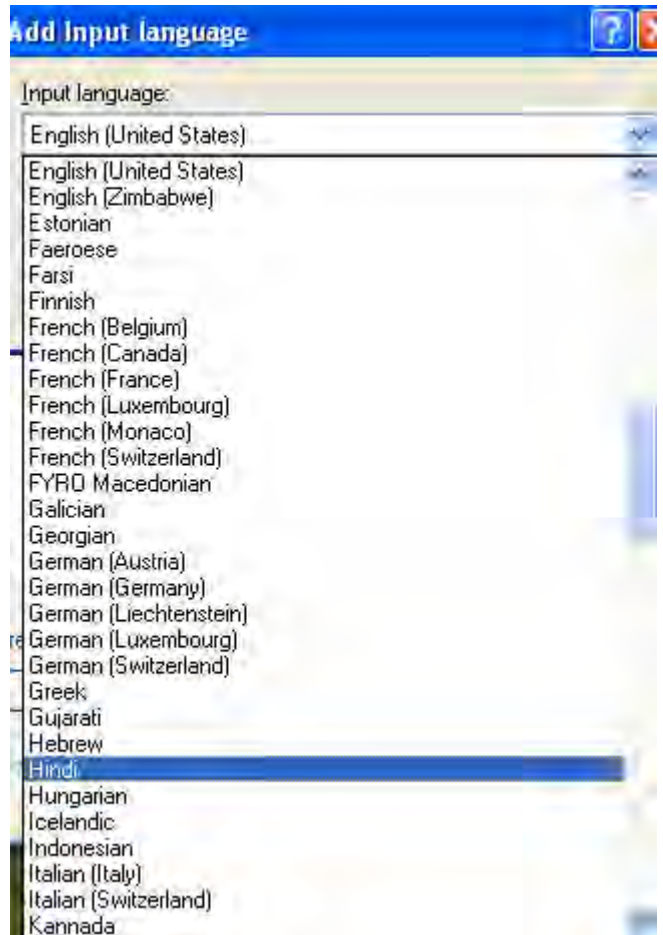 Add Input language
Input language:
English (United States)
English (United States)
English (Zimbabwe)
Estonian
Faeroese
Farsi
Finnish
French (Belgium)
French (Canada)
French (France)
French (Luxembourg)
French (Monaco)
French (Switzerland)
FYRO Macedonian
Galician
Georgian
German (Austria)
German (Germany)
German (Liechtenstein)
German (Luxembourg)
German (Switzerland)
Greek
Gujarati
Hebrew
Hindi
Hungarian
Icelandic
Indonesian
Italian (Italy)
Italian (Switzerland)
Kannada